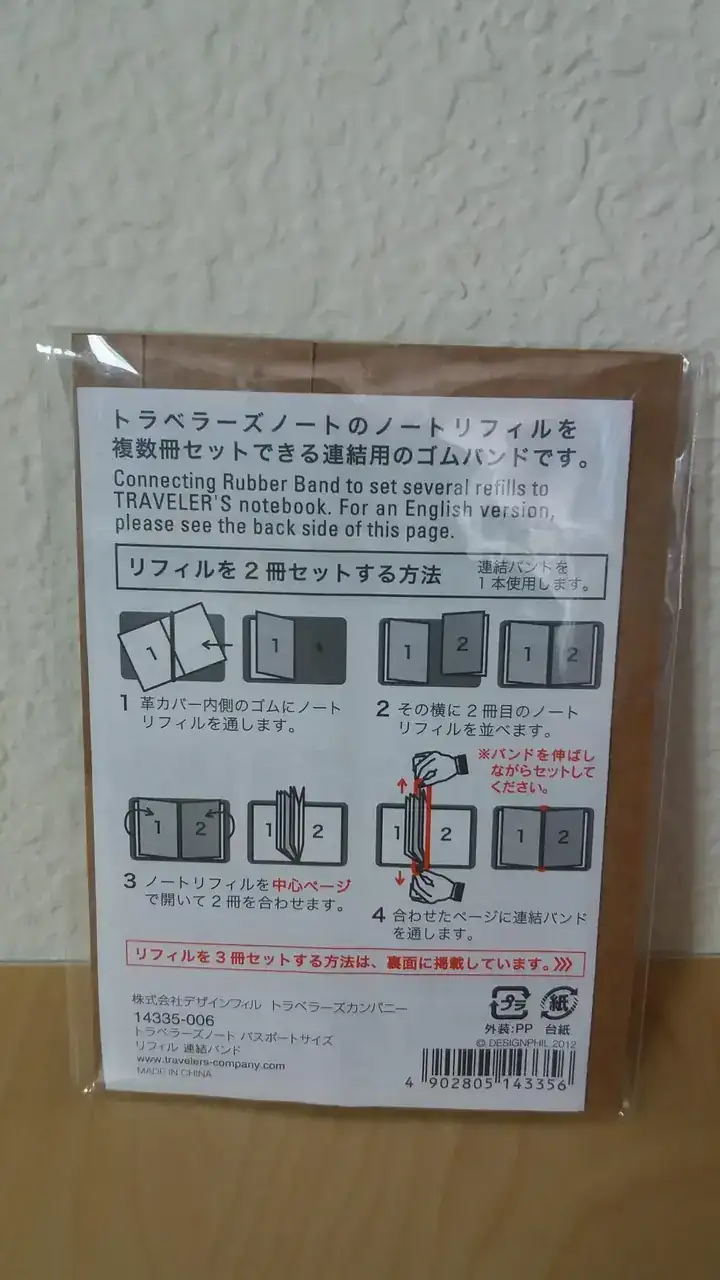 トラベラーズノートのノートリフィルを
複数冊セットできる連結用のゴムバンドです。
Connecting Rubber Band to set several refills to
TRAVELER'S notebook. For an English version,
please see the back side of this page.
リフィルを2冊セットする方法
連結バンドを
1本使用します。
1
1
1 2
1 2
1 革カバー内側のゴムにノート
リフィルを通します。
2 その横に2冊目のノート
リフィルを並べます。
※バンドを伸ばし
ながらセットして
ください。
1 2
1 2
1 2
1 2
3 ノートリフィルを中心ページ
で開いて2冊を合わせます。
4 合わせたページに連結バンド
を通します。
リフィルを3冊セットする方法は、裏面に掲載しています。
株式会社デザインフィル トラベラーズカンパニー
14335-006
トラベラーズノート パスポートサイズ
リフィル 連結バンド
www.travelers-company.com
MADE IN CHINA
プラ 紙
外装:PP 台紙
© DESIGNPHIL 2012
4 902805 143356